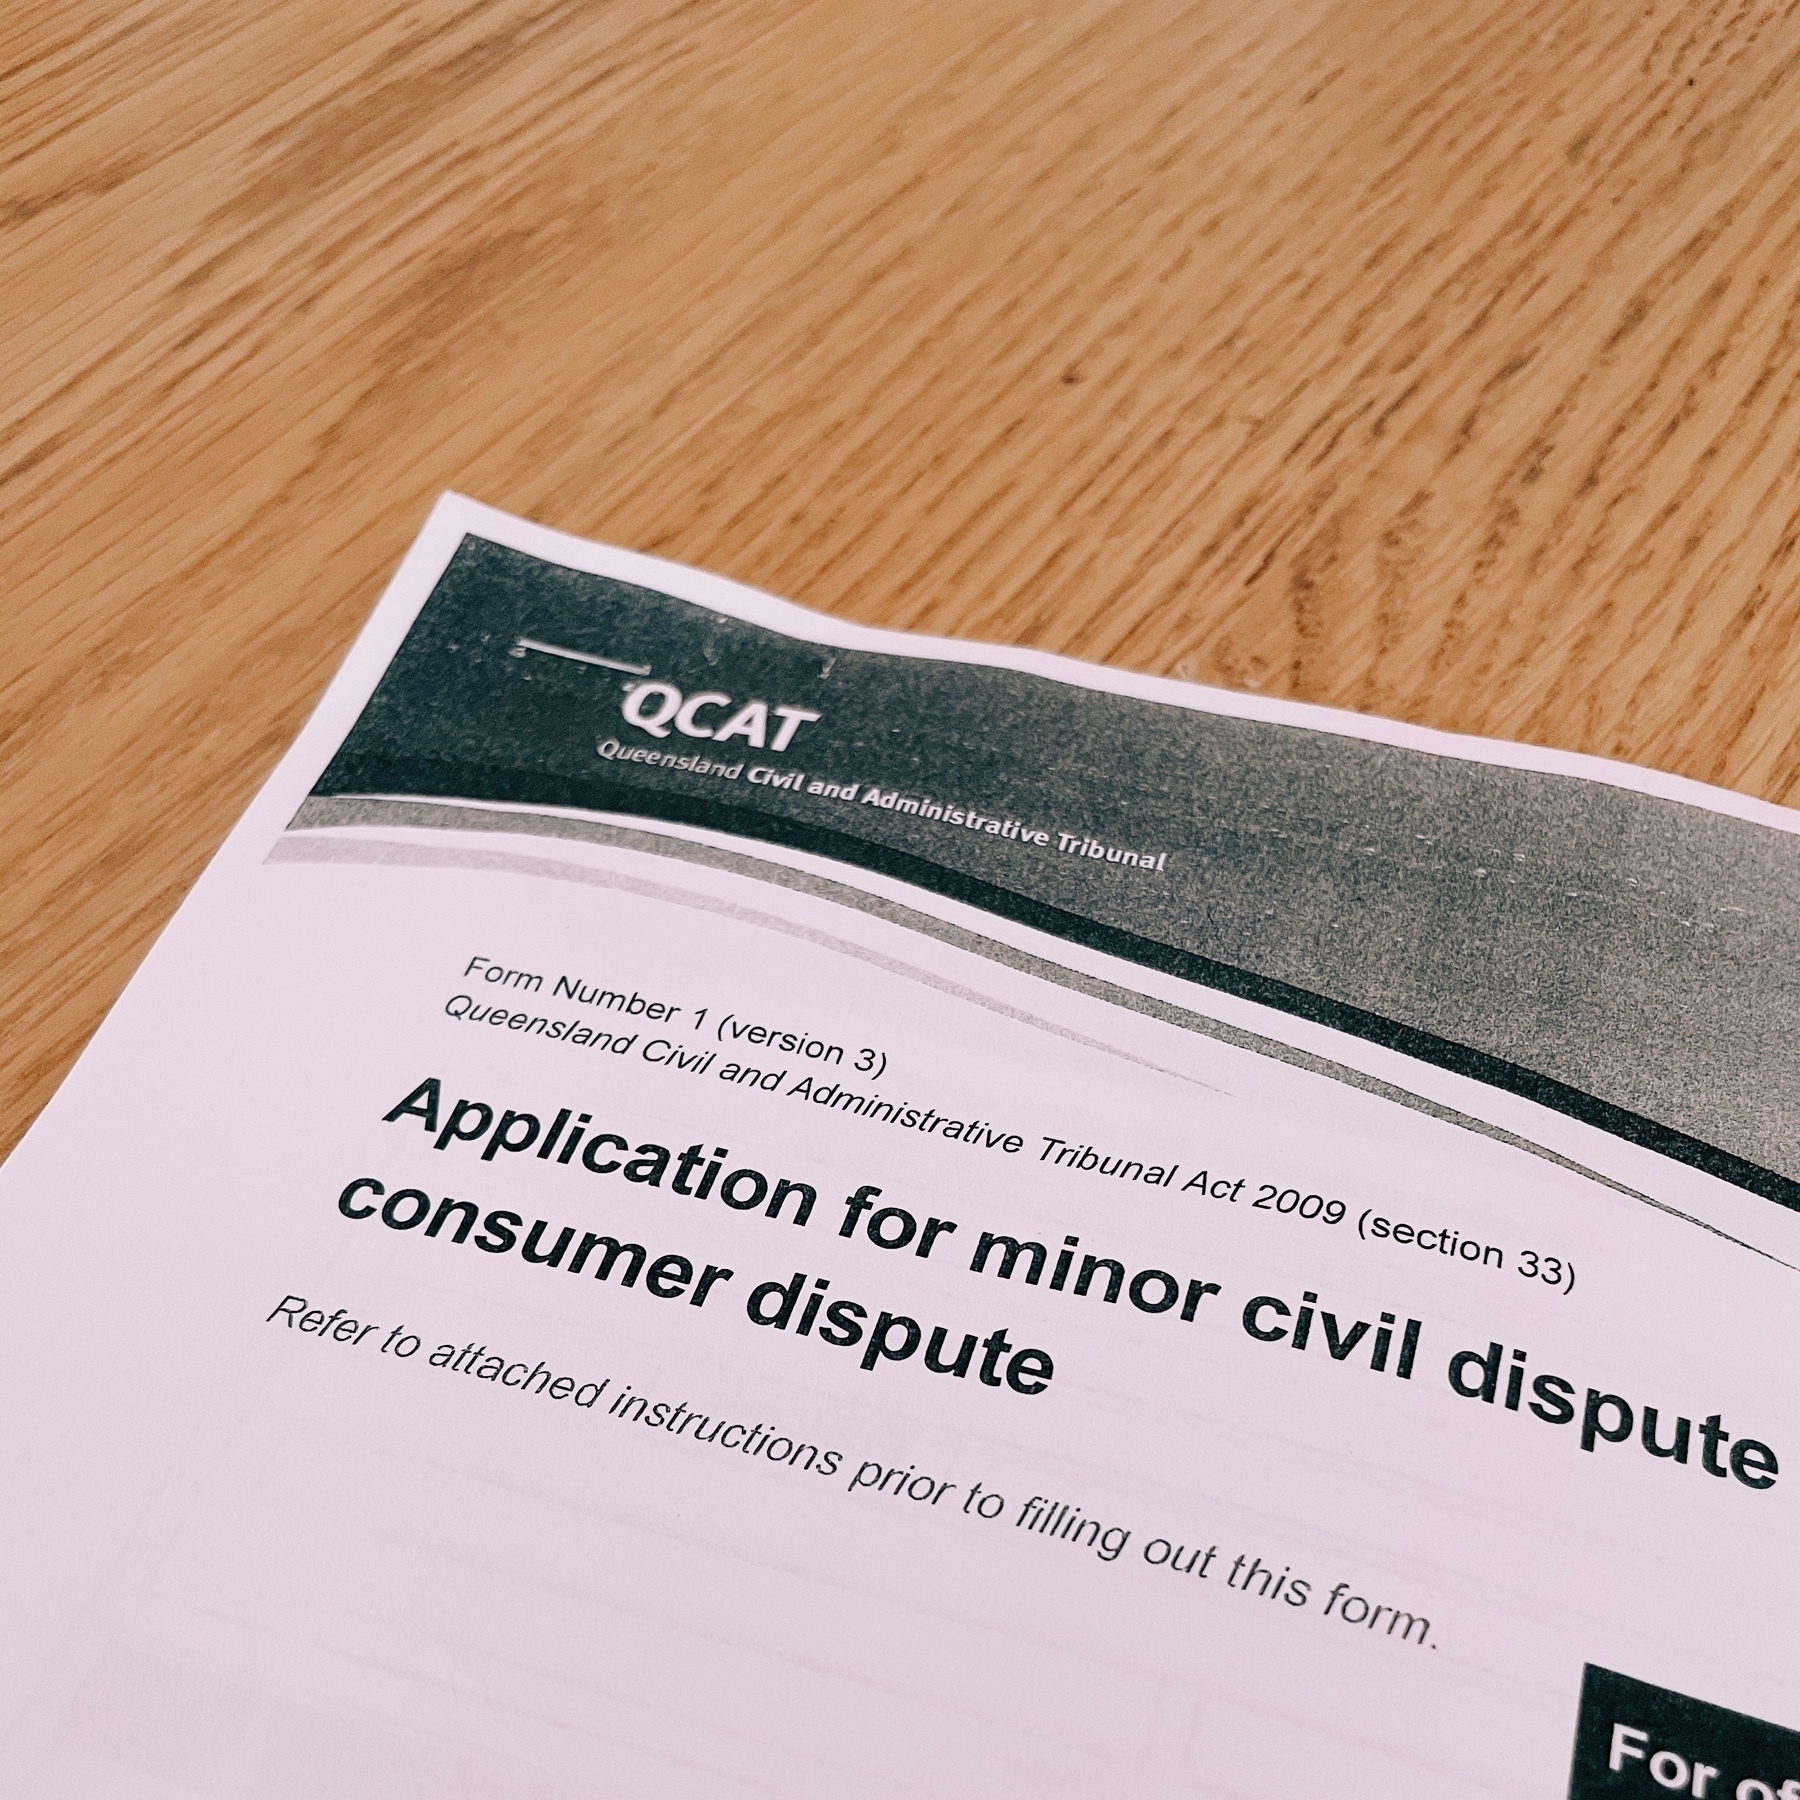 QCAT
Queensland Civil and Administrative Tribunal
Form Number 1 (version 3)
Queensland Civil and Administrative Tribunal Act 2009 (section 33)
Application for minor civil dispute
consumer dispute
Refer to attached instructions prior to filling out this form.
For of